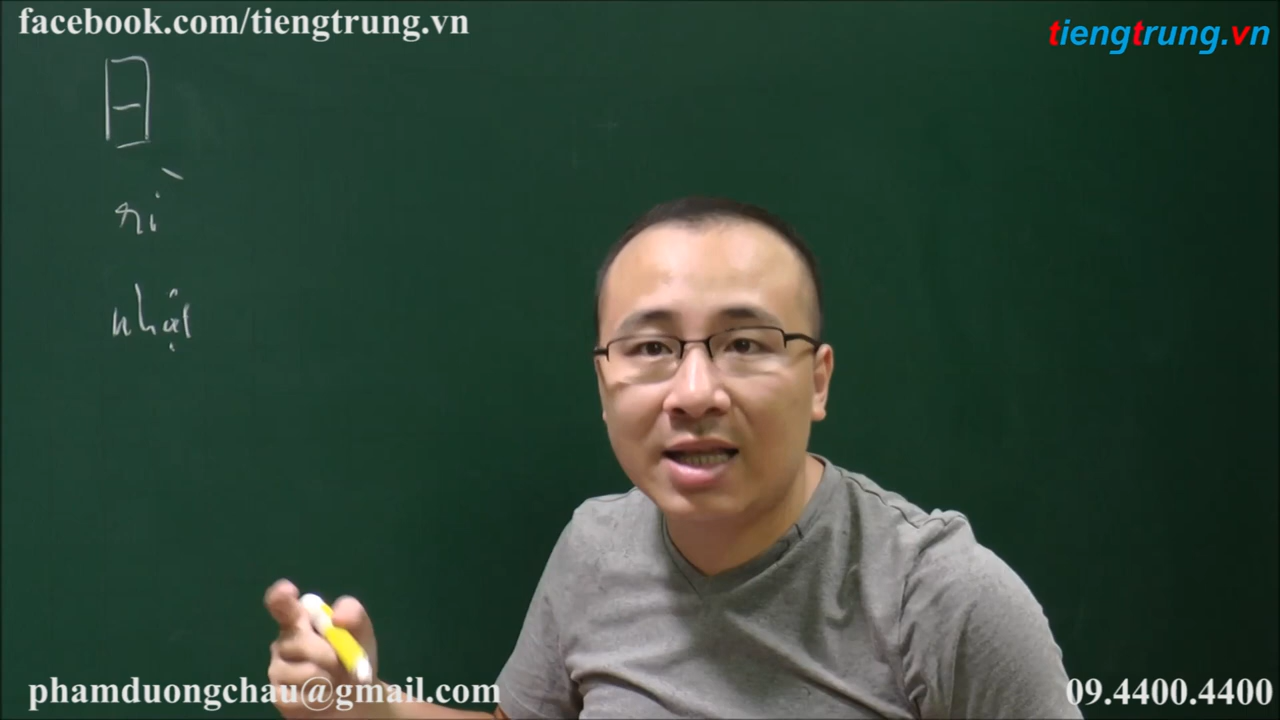 facebook.com/tiengtrung.vn
tiengtrung.vn
日
rì
nhật
phamduongchau@gmail.com
09.4400.4400